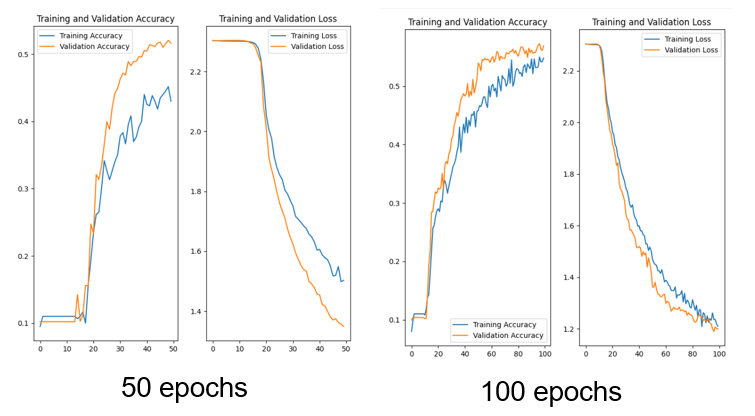 Training and Validation Accuracy
Training Accuracy
Validation Accuracy
0.5
0.4
0.3
0.2
0.1
0 10 20 30 40 50
Training and Validation Loss
Training Loss
Validation Loss
2.2
2.0
1.8
1.6
1.4
0 10 20 30 40 50
50 epochs
Training and Validation Accuracy
0.5
0.4
0.3
0.2
0.1
Training Accuracy
Validation Accuracy
0 20 40 60 80 100
Training and Validation Loss
Training Loss
Validation Loss
2.2
2.0
1.8
1.6
1.4
1.2
0 20 40 60 80 100
100 epochs